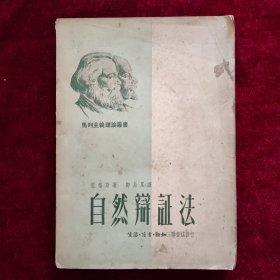 馬列主義理論叢書
恩格斯著 鄭易里譯
自然辯証法
生活·讀書·新知三聯書店發行